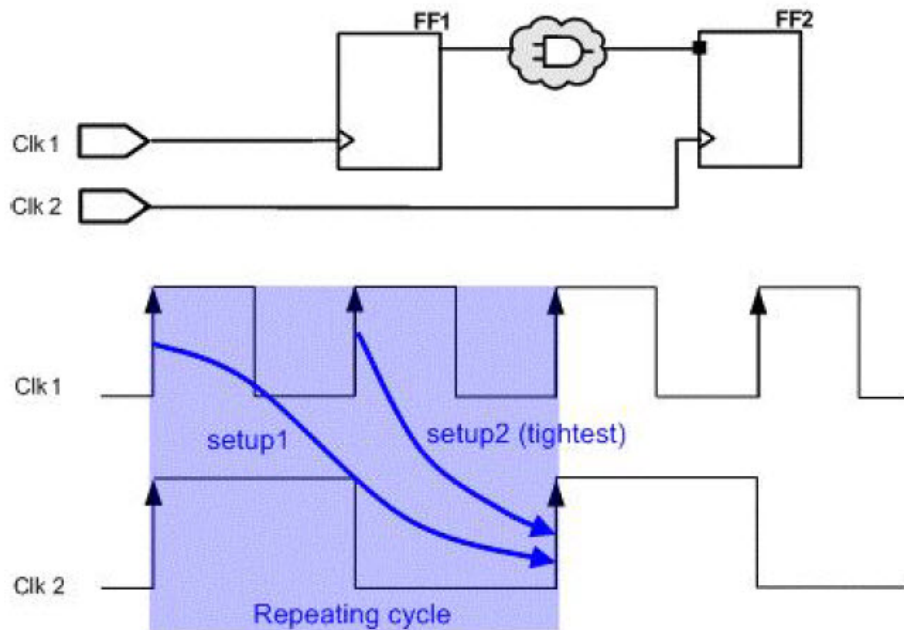 FF1
FF2
Clk 1
Clk 2
Clk 1
setup1
setup2 (tightest)
Clk 2
Repeating cycle